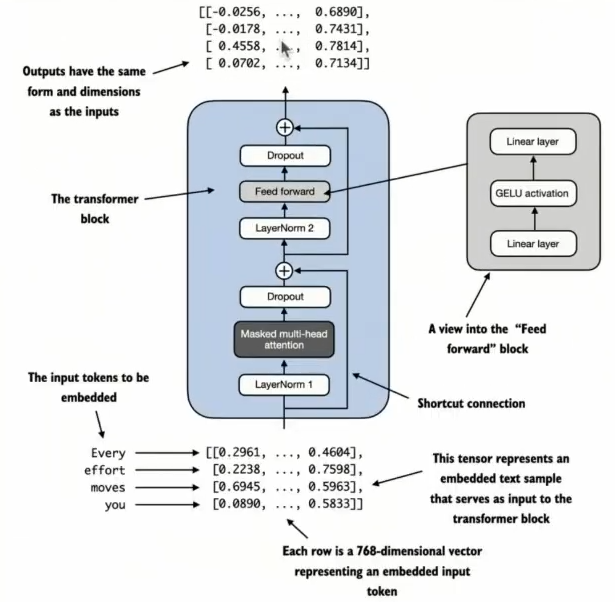 [[-0.0256, ..., 0.6890],
[-0.0178, ..., 0.7431],
[ 0.4558, ..., 0.7814],
[ 0.0702, ..., 0.7134]]
Outputs have the same
form and dimensions
as the inputs
Dropout
Feed forward
LayerNorm 2
Dropout
Masked multi-head
attention
LayerNorm 1
The transformer
block
Linear layer
GELU activation
Linear layer
A view into the “Feed
forward” block
Shortcut connection
The input tokens to be
embedded
Every [[0.2961, ..., 0.4604],
effort [0.2238, ..., 0.7598],
moves [0.6945, ..., 0.5963],
you [0.0890, ..., 0.5833]]
This tensor represents an
embedded text sample
that serves as input to the
transformer block
Each row is a 768-dimensional vector
representing an embedded input
token